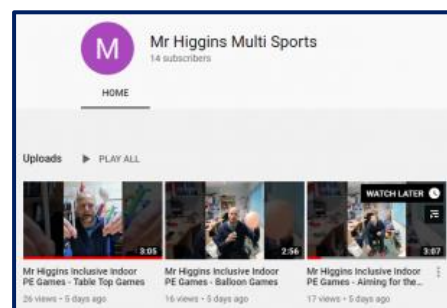 M
Mr Higgins Multi Sports
14 subscribers
HOME
Uploads ▶ PLAY ALL
WATCH LATER
3:05
2:56
3:07
Mr Higgins Inclusive Indoor
PE Games - Table Top Games
26 views • 5 days ago
Mr Higgins Inclusive Indoor
PE Games - Balloon Games
16 views • 5 days ago
Mr Higgins Inclusive Indoor
PE Games - Aiming for the...
17 views • 5 days ago